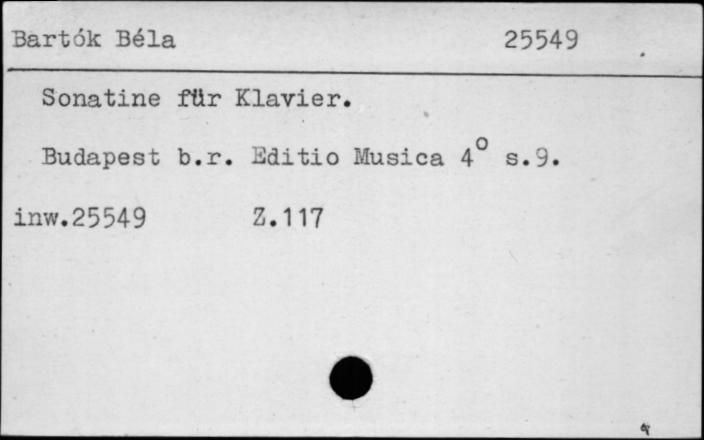 Bartók Béla 25549
Sonatine für Klavier.
Budapest b.r. Editio Musica 4° s.9.
inw.25549 Z.117